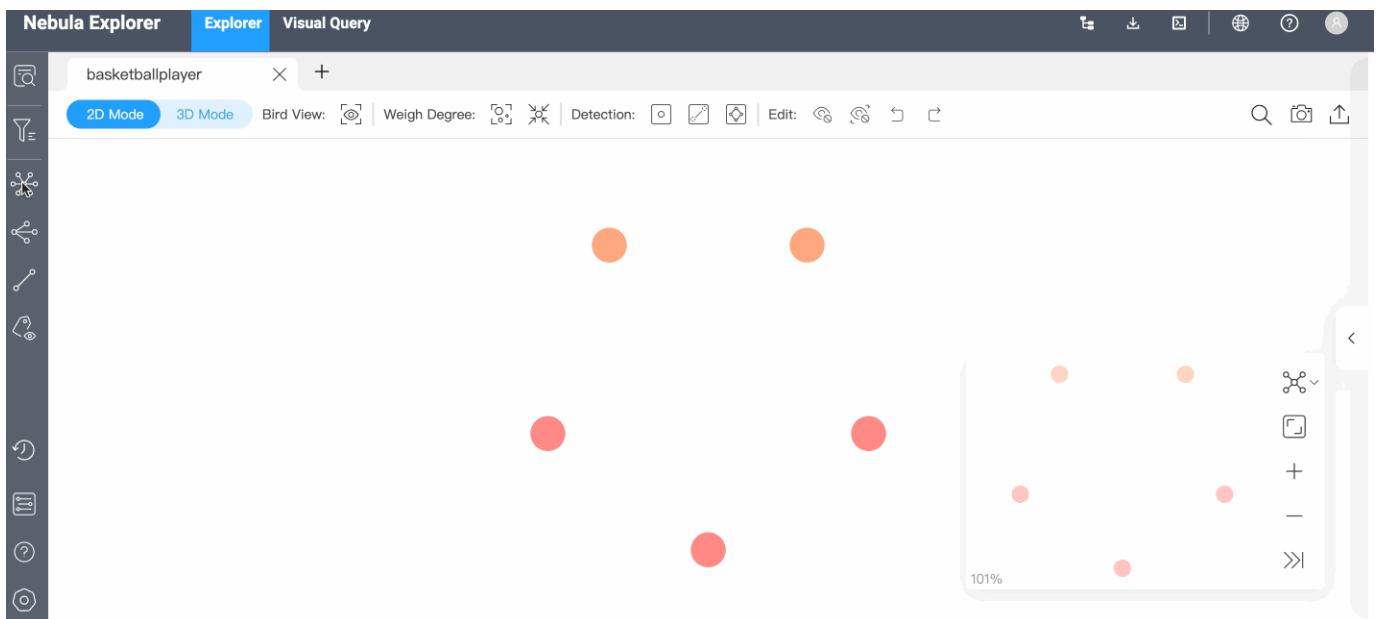 Nebula Explorer Explorer Visual Query
basketballplayer
2D Mode 3D Mode Bird View: Weigh Degree: Detection: Edit:
101%